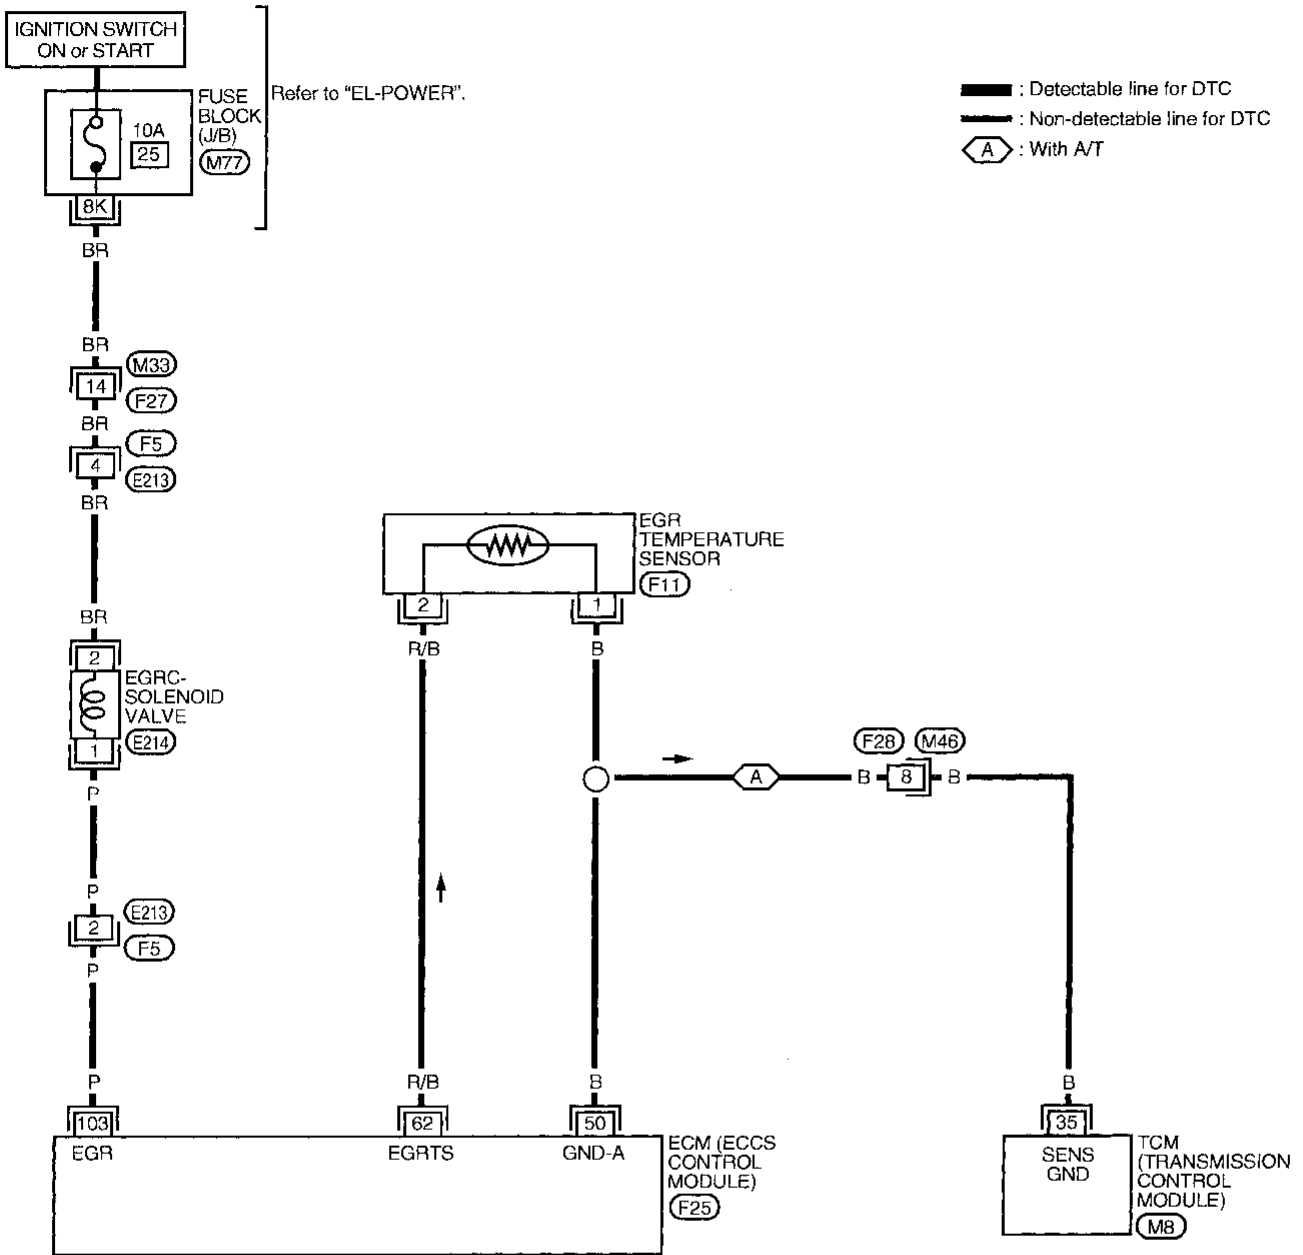 IGNITION SWITCH
ON or START
Refer to "EL-POWER".
FUSE
BLOCK
(J/B)
M77
10A
25
8K
: Detectable line for DTC
: Non-detectable line for DTC
A : With A/T
BR
BR
M33
14
F27
BR
F5
4
E213
BR
BR
2
EGRC-
SOLENOID
VALVE
E214
1
P
P
E213
2
F5
P
P
103
EGR
EGR
TEMPERATURE
SENSOR
F11
2
1
R/B
B
F28 M46
A B 8 B
R/B
B
B
62
50
35
EGRTS
GND-A
ECM (ECCS
CONTROL
MODULE)
F25
SENS
GND
TCM
(TRANSMISSION
CONTROL
MODULE)
M8